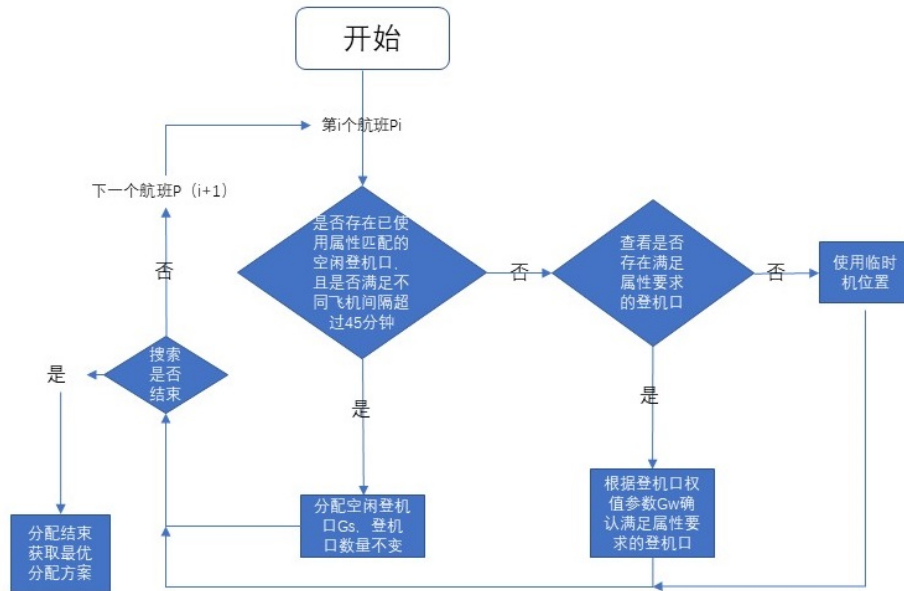 开始
第i个航班Pi
下一个航班P（i+1）
是否存在已使
用属性匹配的
空闲登机口，
且是否满足不
同飞机间隔超
过45分钟
否
查看是否
存在满足
属性要求
的登机口
否
使用临时
机位置
否
搜索
是否
结束
是
是
是
分配结束
获取最优
分配方案
分配空闲登机
口Gs、登机
口数量不变
根据登机口权
值参数Gw确
认满足属性要
求的登机口